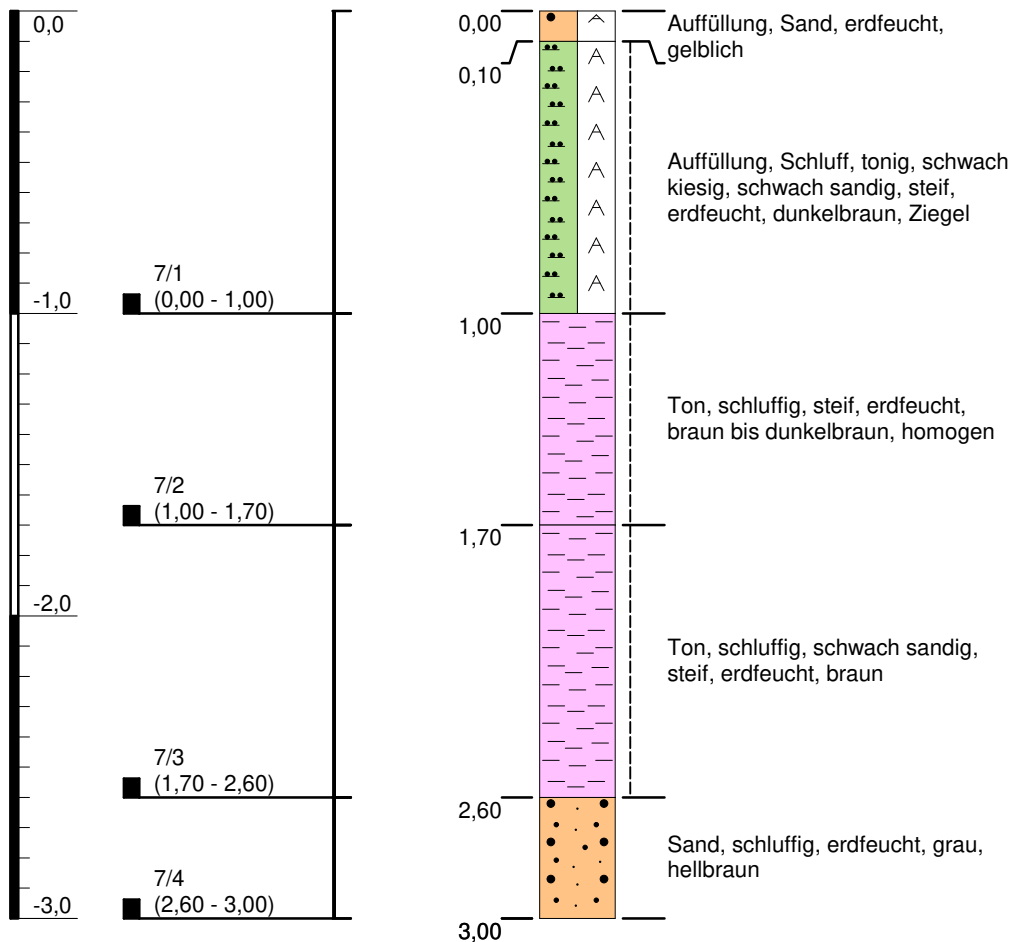 0,0
0,00
Auffüllung, Sand, erdfeucht,
gelblich
0,10
Auffüllung, Schluff, tonig, schwach
kiesig, schwach sandig, steif,
erdfeucht, dunkelbraun, Ziegel
7/1
-1,0
(0,00 - 1,00)
1,00
Ton, schluffig, steif, erdfeucht,
braun bis dunkelbraun, homogen
7/2
(1,00 - 1,70)
1,70
-2,0
Ton, schluffig, schwach sandig,
steif, erdfeucht, braun
7/3
(1,70 - 2,60)
2,60
Sand, schluffig, erdfeucht, grau,
hellbraun
7/4
-3,0
(2,60 - 3,00)
3,00